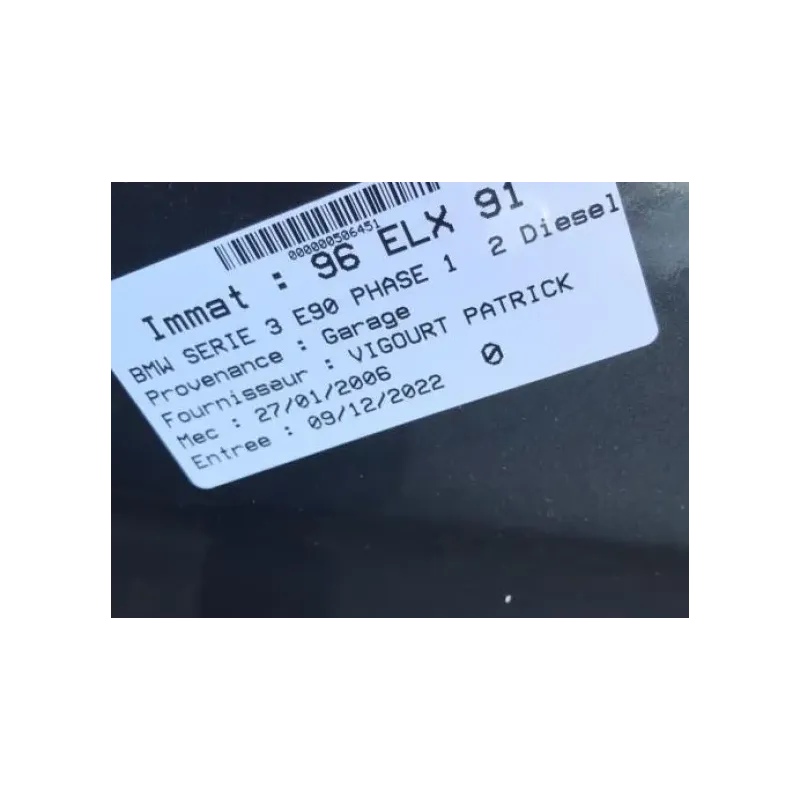 000000506451
Immat : 96 ELX 91
BMW SERIE 3 E90 PHASE 1 2 Diesel
Provenance : Garage
Fournisseur : VIGOURT PATRICK
Mec : 27/01/2006 0
Entree : 09/12/2022